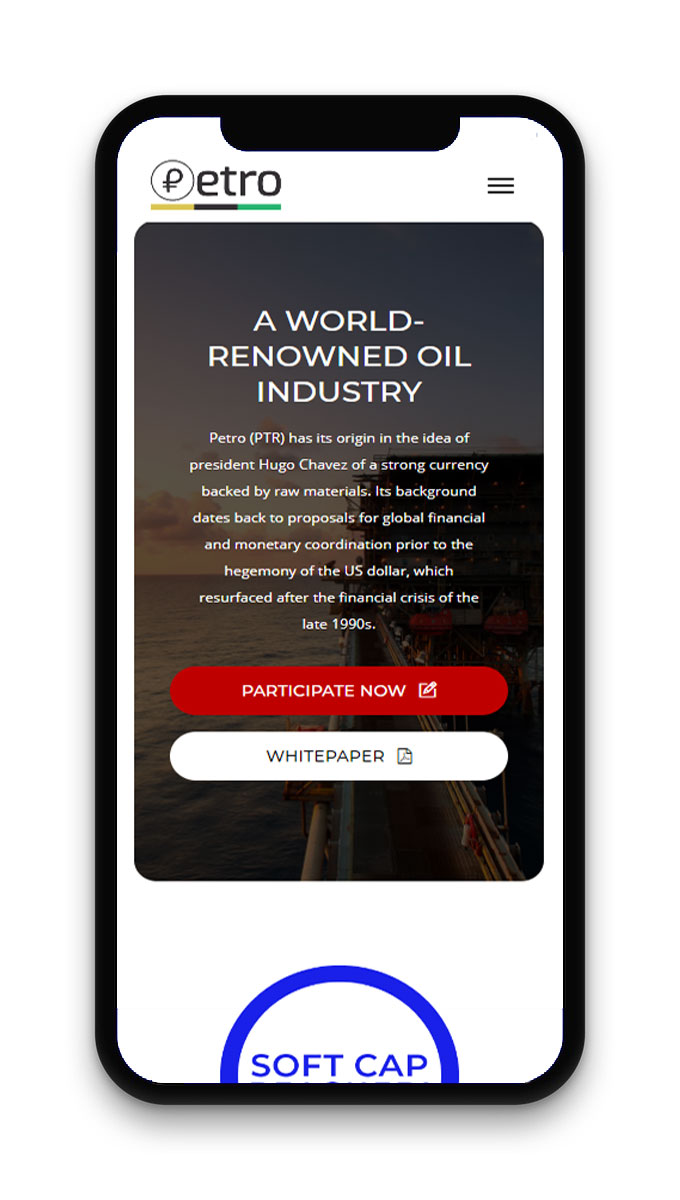 Petro
A WORLD-
RENOWNED OIL
INDUSTRY
Petro (PTR) has its origin in the idea of
president Hugo Chavez of a strong currency
backed by raw materials. Its background
dates back to proposals for global financial
and monetary coordination prior to the
hegemony of the US dollar, which
resurfaced after the financial crisis of the
late 1990s.
PARTICIPATE NOW
WHITEPAPER
SOFT CAP